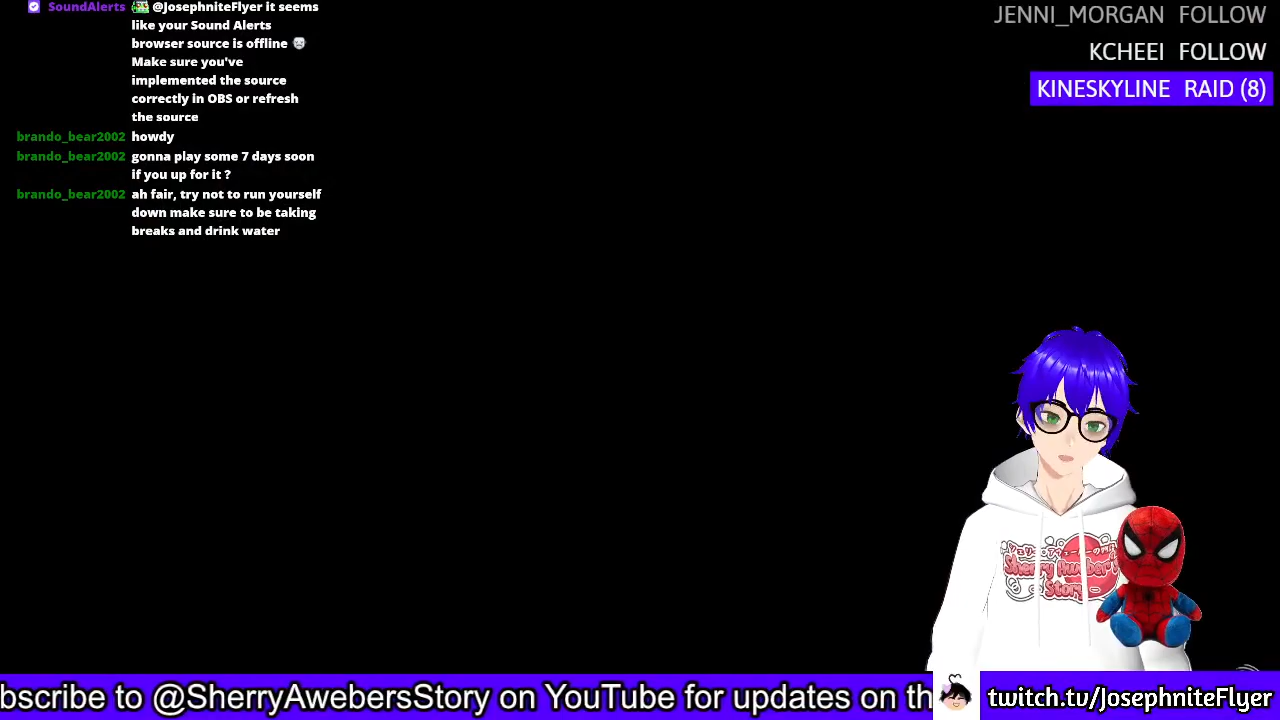 SoundAlerts @JosephniteFlyer it seems
like your Sound Alerts
browser source is offline
Make sure you've
implemented the source
correctly in OBS or refresh
the source
brando_bear2002 howdy
brando_bear2002 gonna play some 7 days soon
if you up for it ?
brando_bear2002 ah fair, try not to run yourself
down make sure to be taking
breaks and drink water
JENNI_MORGAN FOLLOW
KCHEEI FOLLOW
KINESKYLINE RAID (8)
Sherry Aweber's
Story
bscribe to @SherryAwebersStory on YouTube for updates on th
twitch.tv/JosephniteFlyer